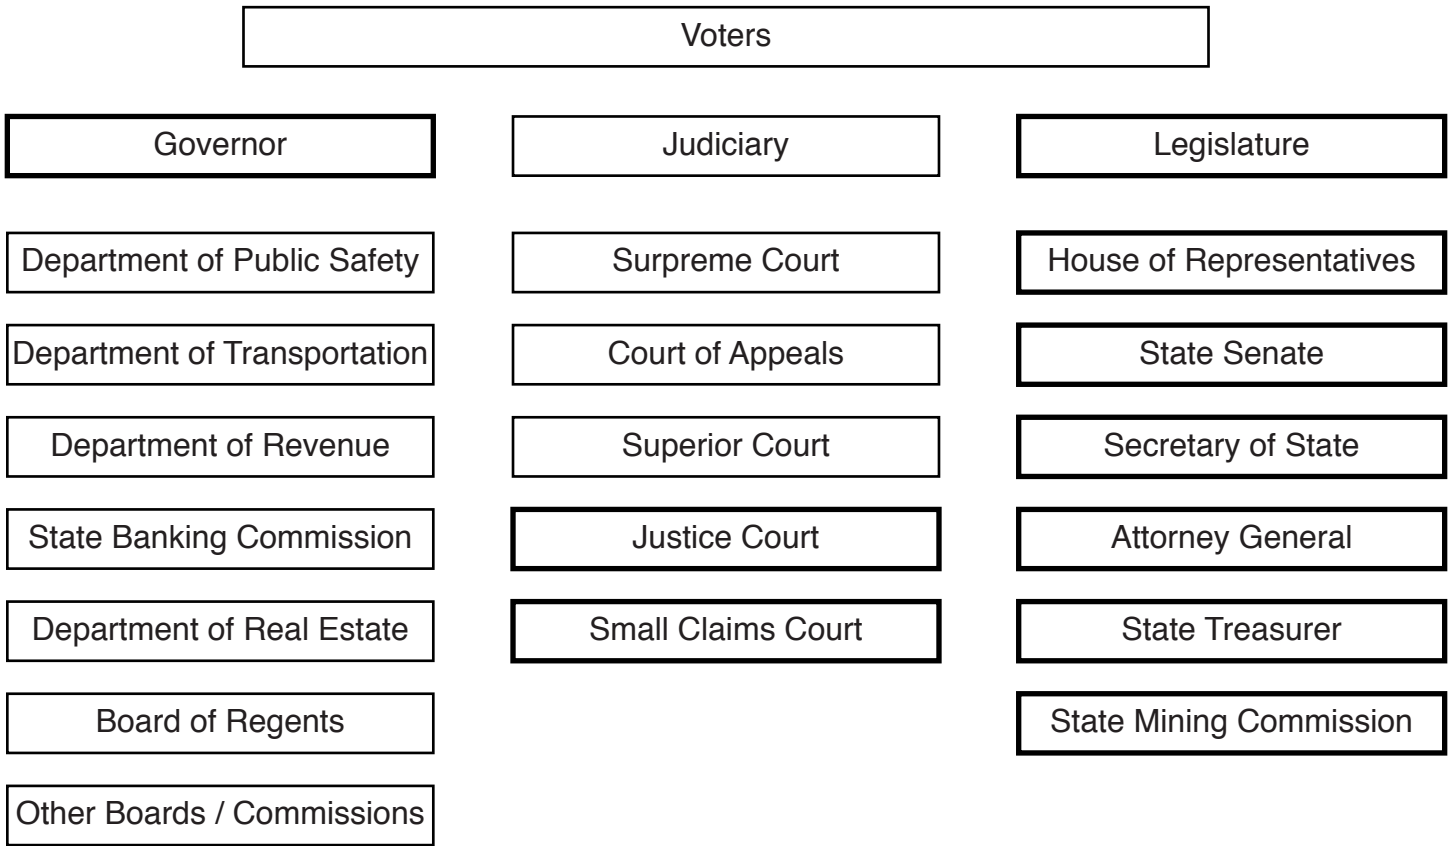 Voters
Governor
Judiciary
Legislature
Department of Public Safety
Surpreme Court
House of Representatives
Department of Transportation
Court of Appeals
State Senate
Department of Revenue
Superior Court
Secretary of State
State Banking Commission
Justice Court
Attorney General
Department of Real Estate
Small Claims Court
State Treasurer
Board of Regents
State Mining Commission
Other Boards / Commissions